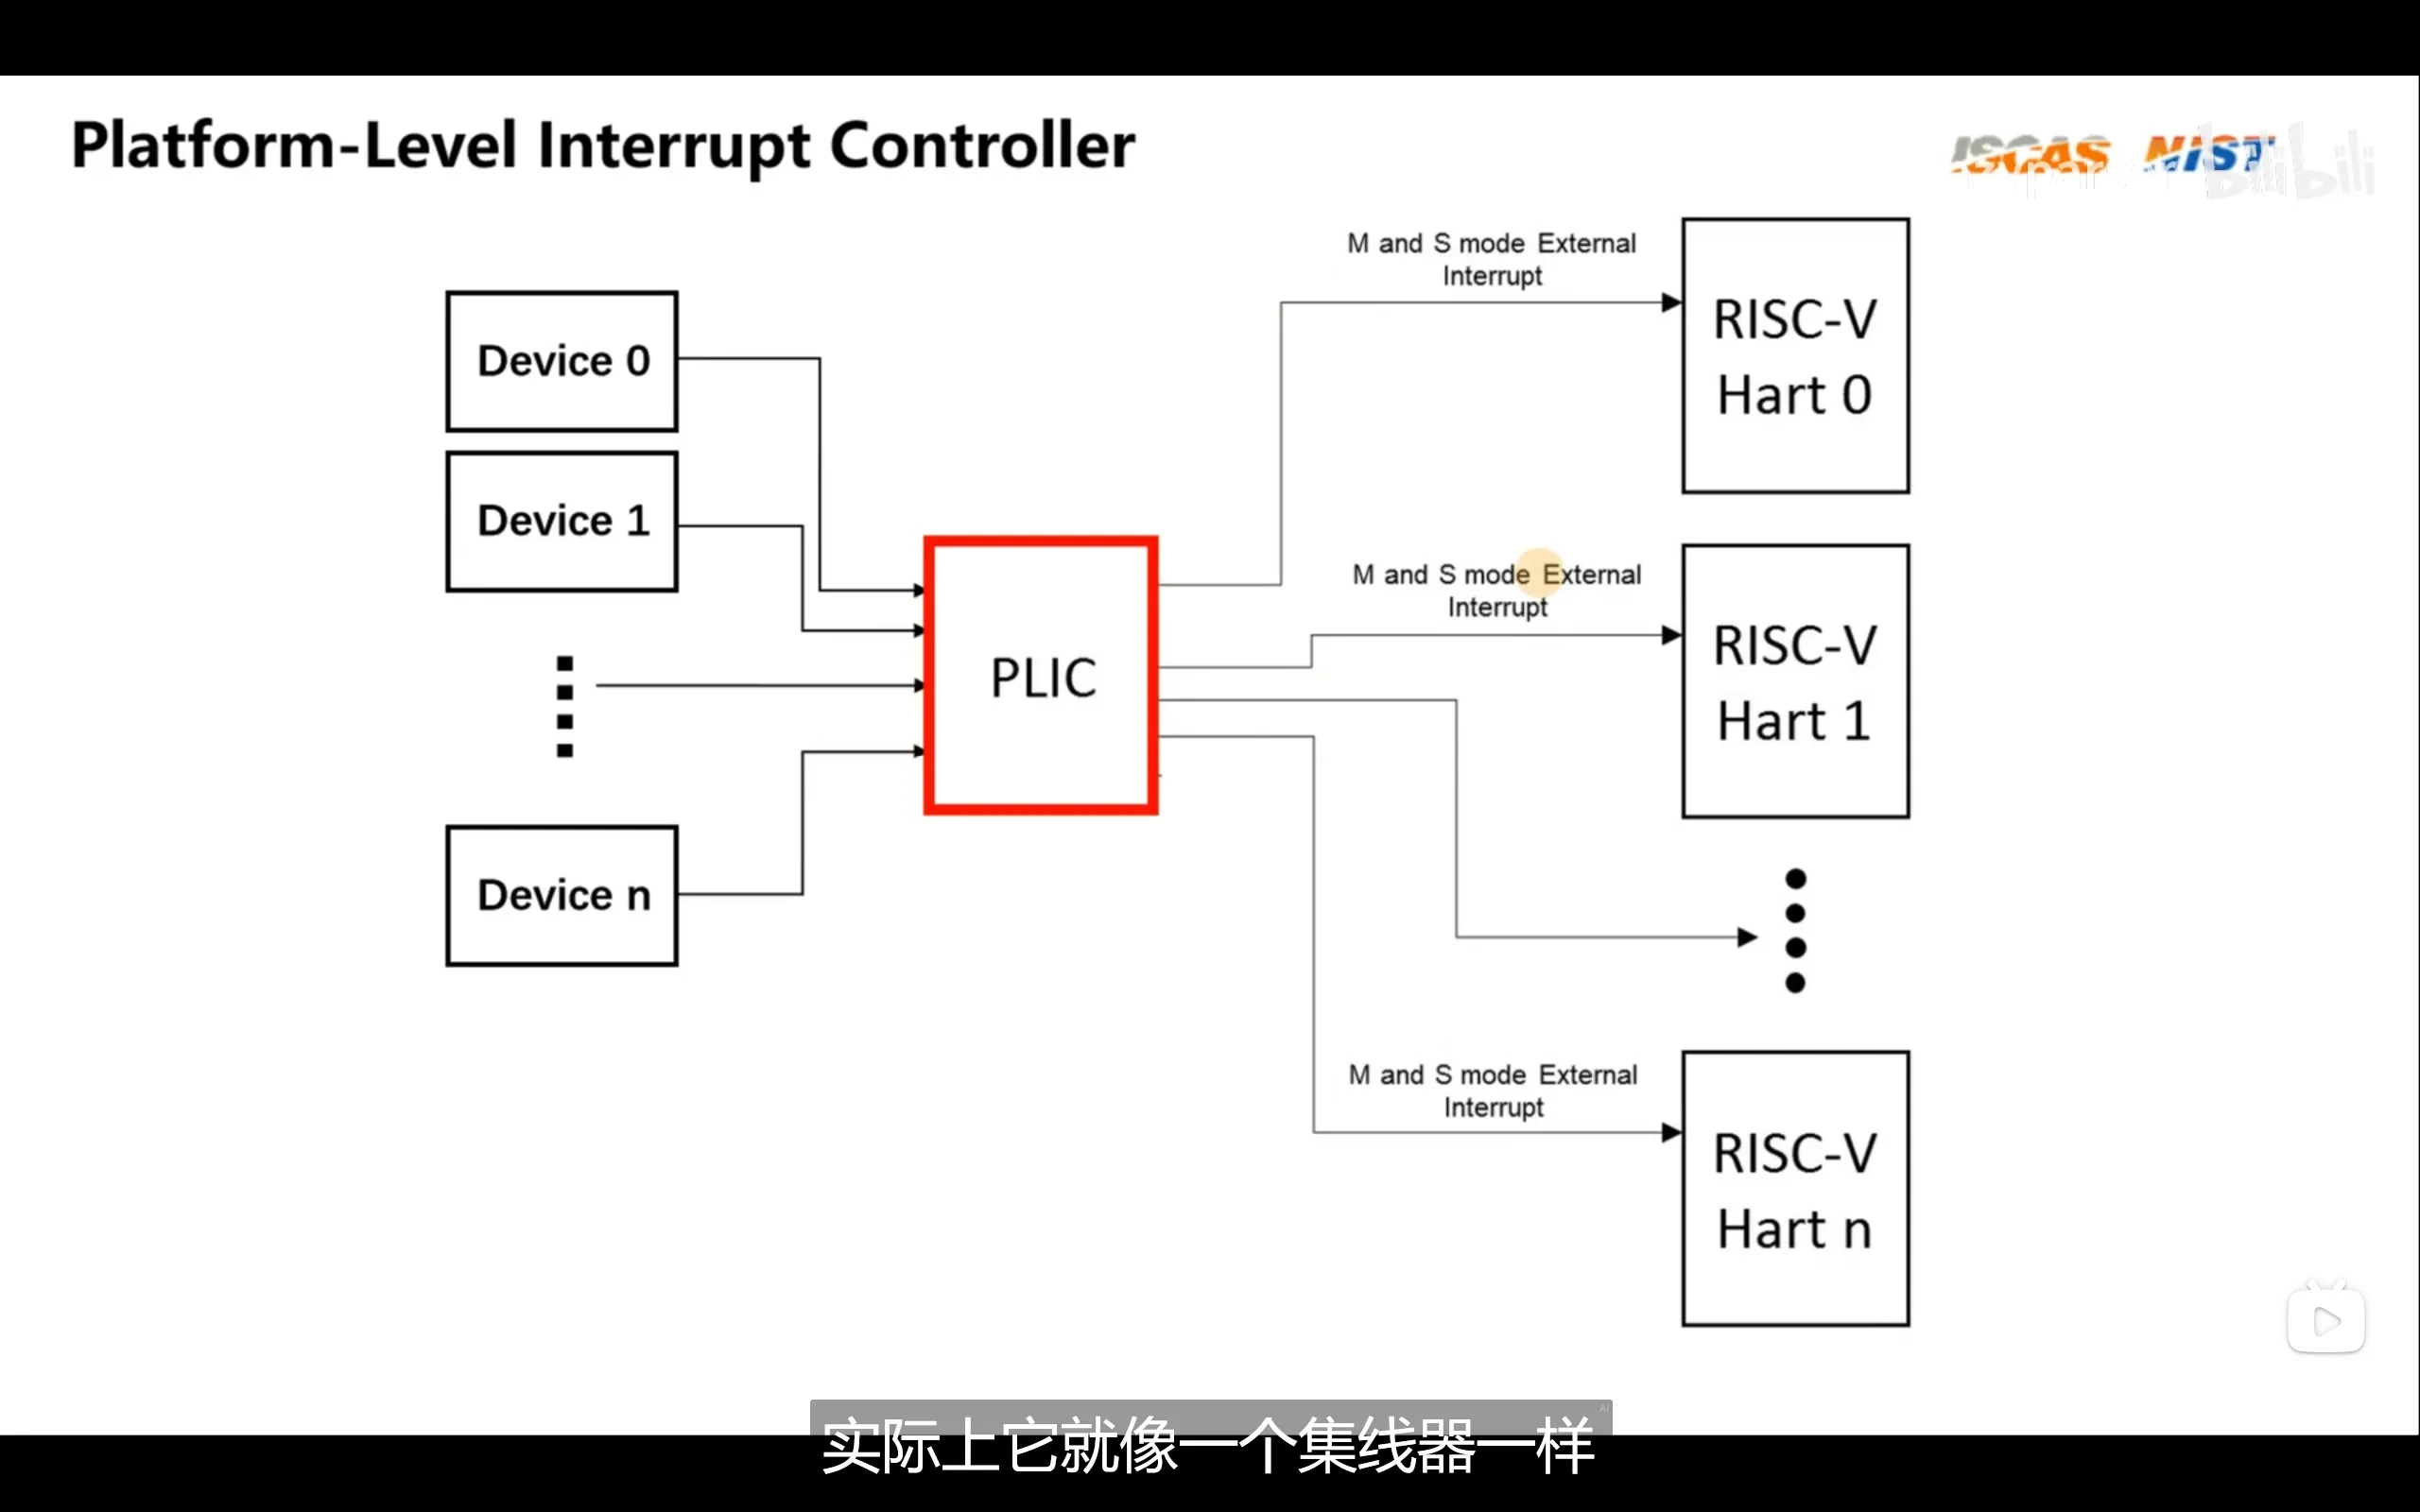 Platform-Level Interrupt Controller
bilibili
M and S mode External
Interrupt
RISC-V
Hart 0
Device 0
Device 1
M and S mode External
Interrupt
PLIC
RISC-V
Hart 1
Device n
M and S mode External
Interrupt
RISC-V
Hart n
实际上它就像一个集线器一样